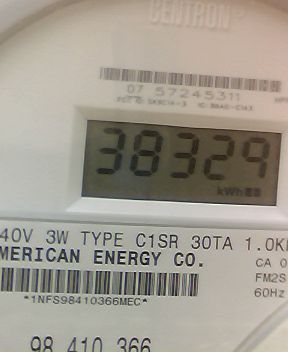 CENTRON®
07 57245311
38329
kWh
40V 3W TYPE C1SR 30TA 1.0K
MERICAN ENERGY CO.
CA 0
FM2S
60Hz
*1NFS98410366MEC*
98 410 366